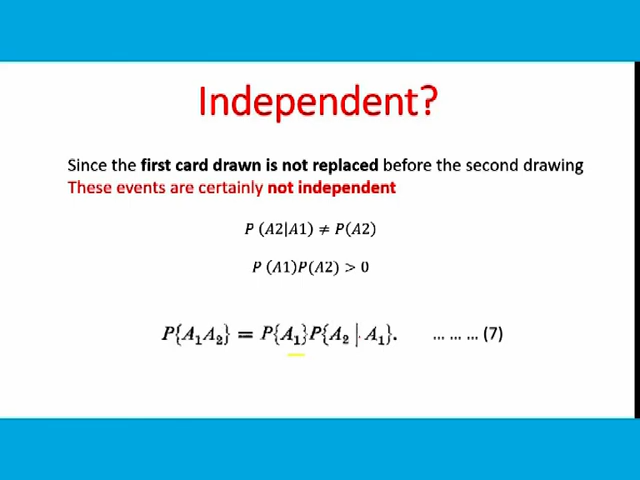 Independent?
Since the first card drawn is not replaced before the second drawing
These events are certainly not independent
P (A2|A1) ≠ P(A2)
P (A1)P(A2) > 0
P{A₁A₂} = P{A₁}P{A₂ | A₁}. ... ... ... (7)